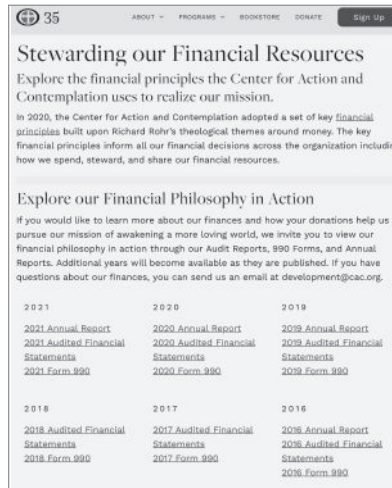 35 ABOUT PROGRAMS BOOKSTORE DONATE Sign Up
Stewarding our Financial Resources
Explore the financial principles the Center for Action and
Contemplation uses to realize our mission.
In 2020, the Center for Action and Contemplation adopted a set of key financial
principles built upon Richard Rohr's theological themes around money. The key
financial principles inform all our financial decisions across the organization includin
how we spend, steward, and share our financial resources.
Explore our Financial Philosophy in Action
If you would like to learn more about our finances and how your donations help us
pursue our mission of awakening a more loving world, we invite you to view our
financial philosophy in action through our Audit Reports, 990 Forms, and Annual
Reports. Additional years will become available as they are published. If you have
questions about our finances, you can send us an email at development@cac.org.
2021 2020 2019
2021 Annual Report 2020 Annual Report 2019 Annual Report
2021 Audited Financial 2020 Audited Financial 2019 Audited Financial
Statements Statements Statements
2021 Form 990 2020 Form 990 2019 Form 990
2018 2017 2016
2018 Audited Financial 2017 Audited Financial 2016 Annual Report
Statements Statements 2016 Audited Financial
2018 Form 990 2017 Form 990 Statements
2016 Form 990